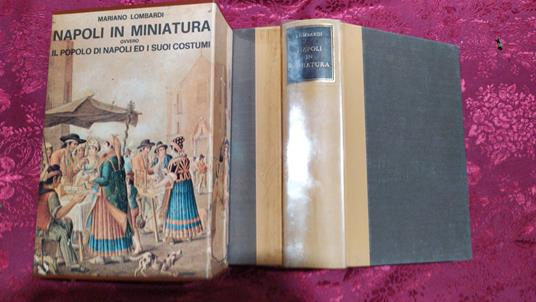 MARIANO LOMBARDI
NAPOLI IN MINIATURA
OVVERO
IL POPOLO DI NAPOLI ED I SUOI COSTUMI
LOMBARDI
NAPOLI
IN
MINIATURA